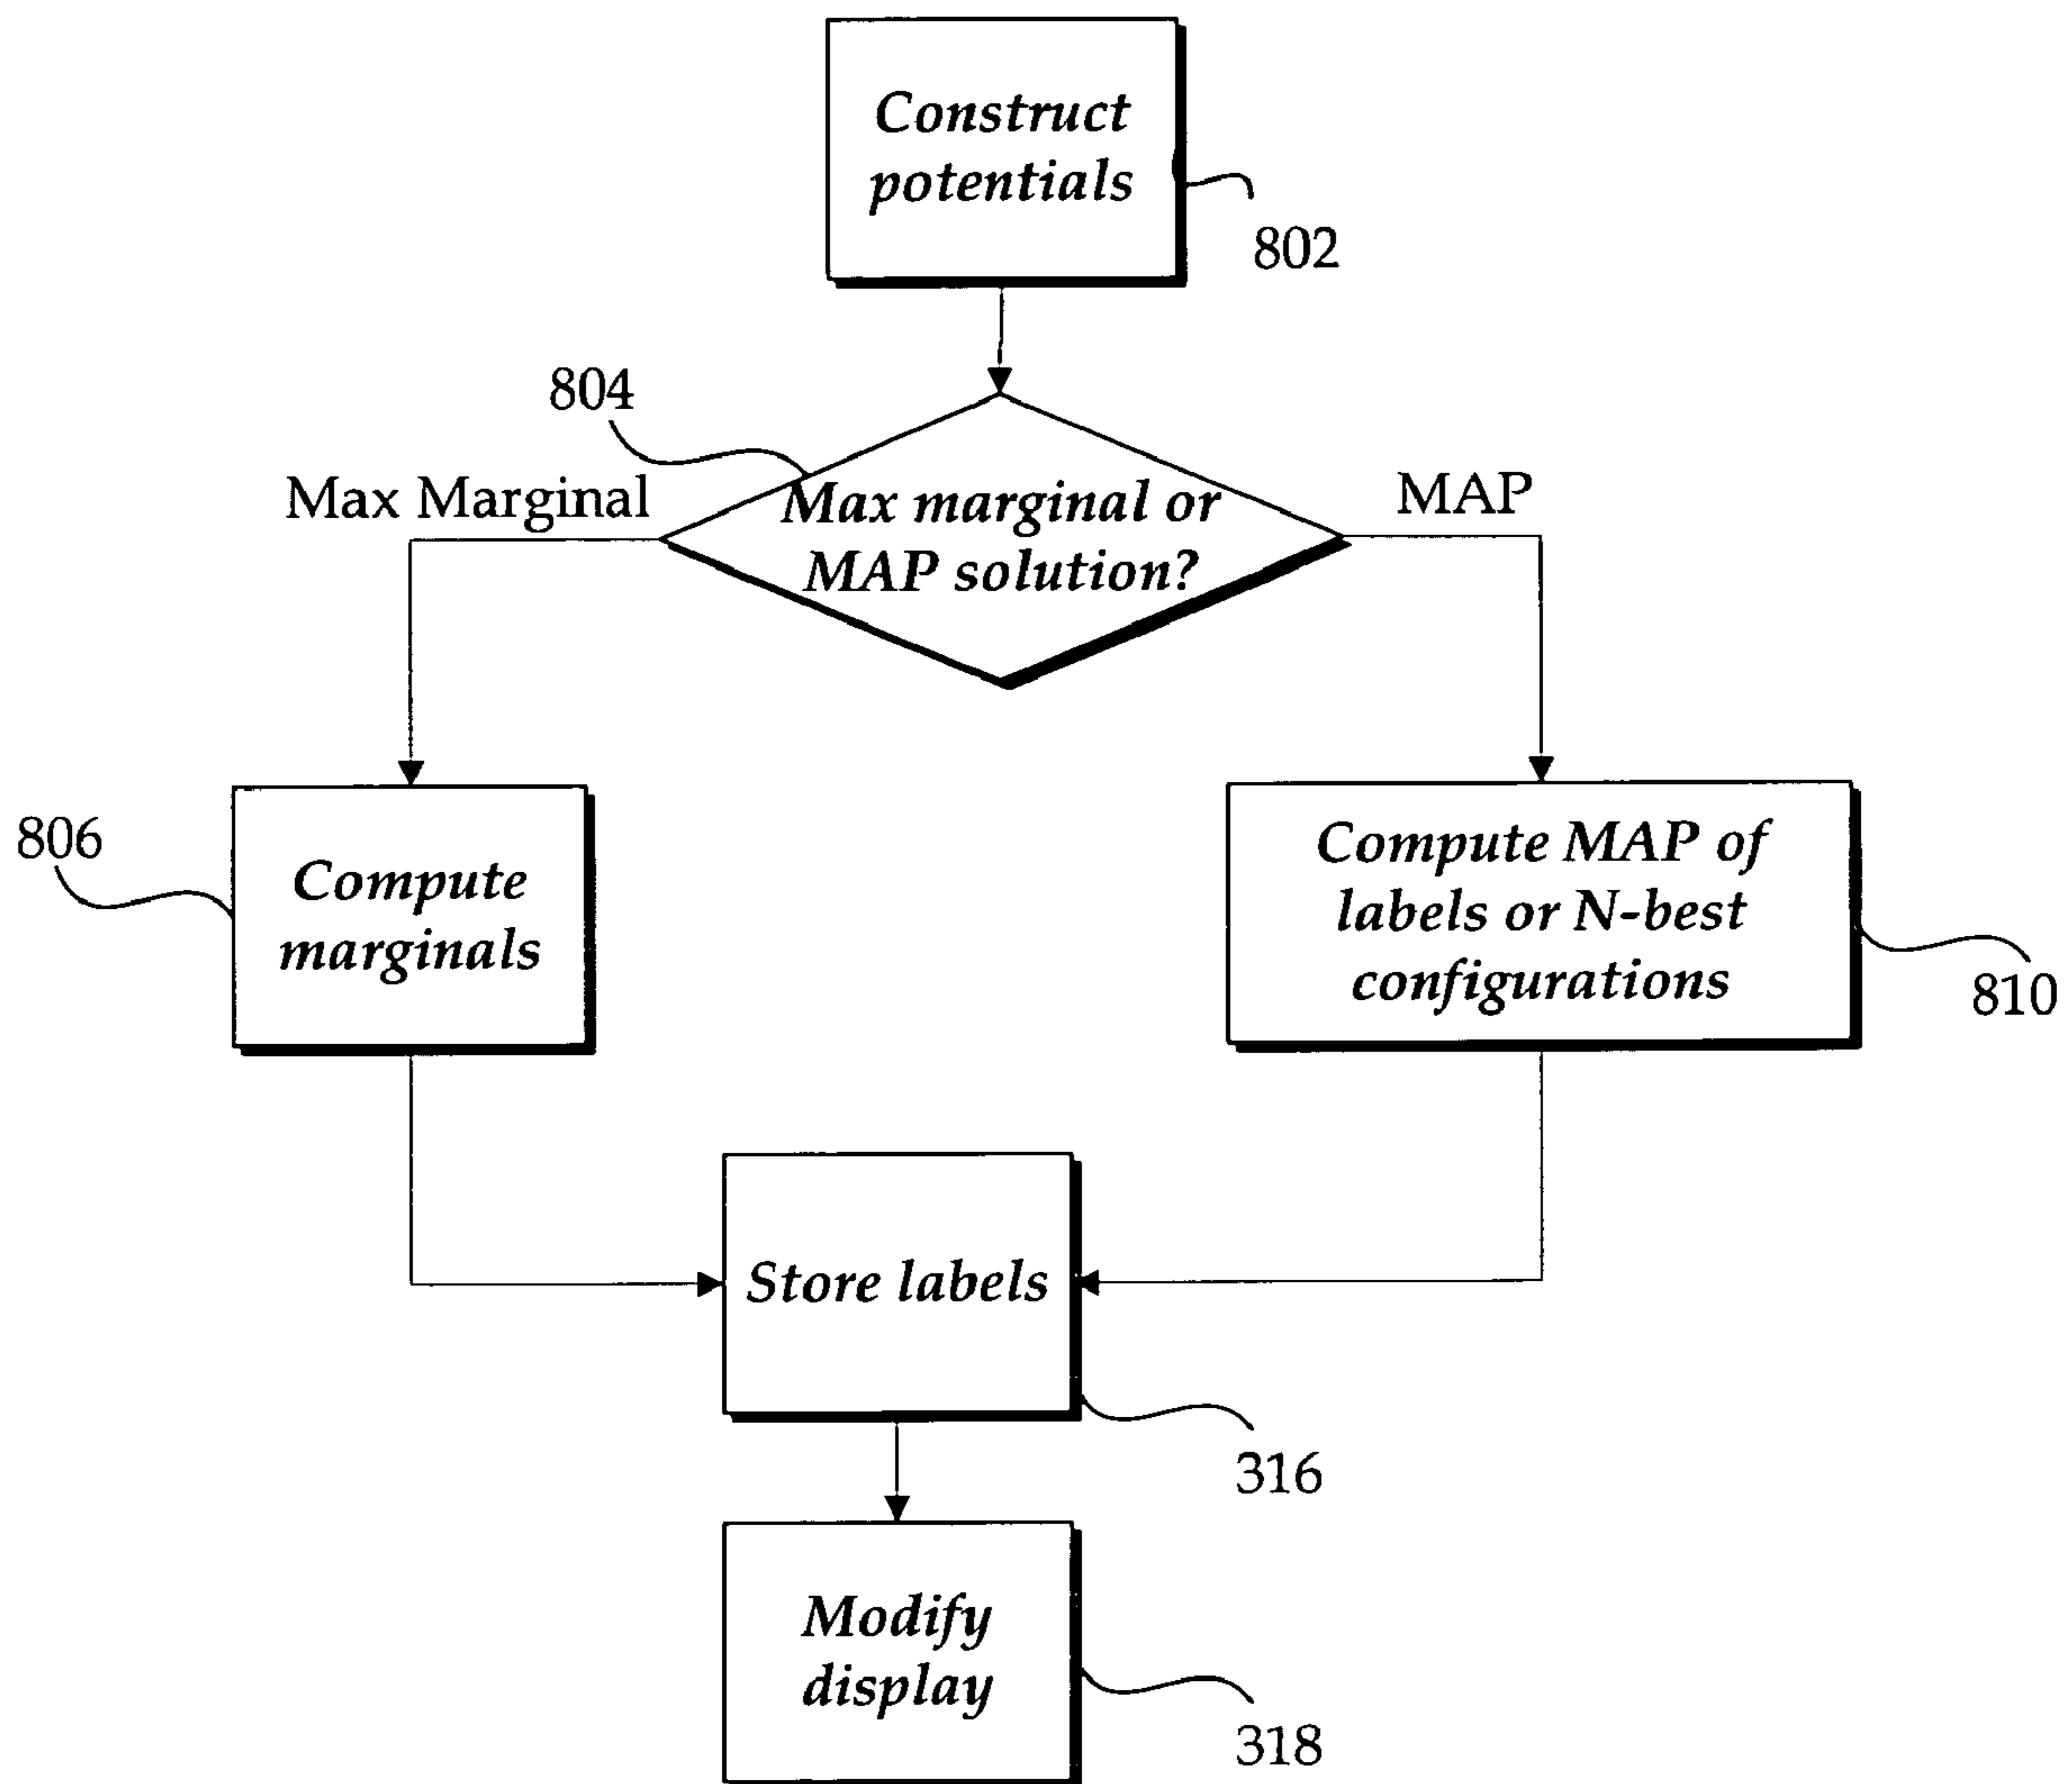 Construct
potentials
802
804
Max Marginal
Max marginal or
MAP solution?
MAP
806
Compute
marginals
Compute MAP of
labels or N-best
configurations
810
Store labels
316
Modify
display
318